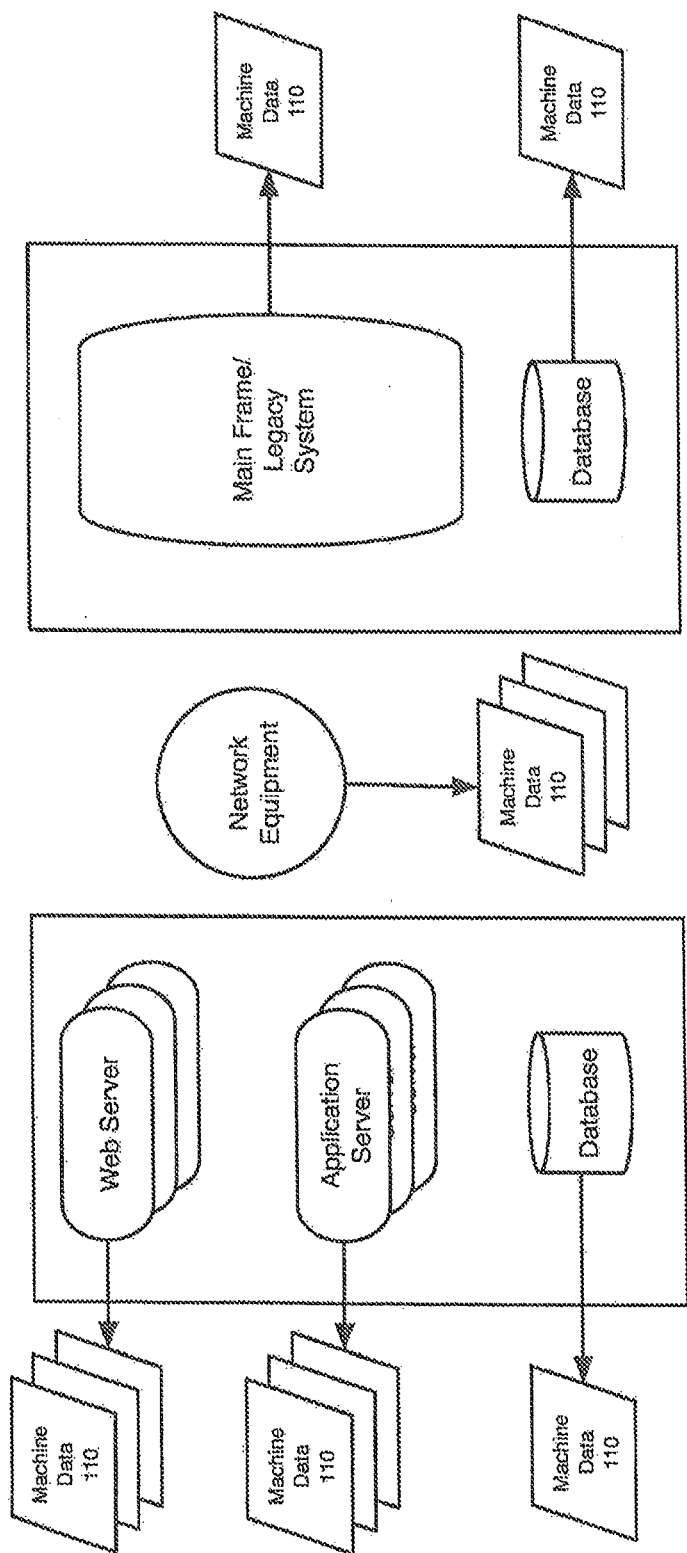 Machine
Data
110
Web Server
Machine
Data
110
Application
Server
Machine
Data
110
Database
Network
Equipment
Machine
Data
110
Main Frame/
Legacy
System
Machine
Data
110
Database
Machine
Data
110